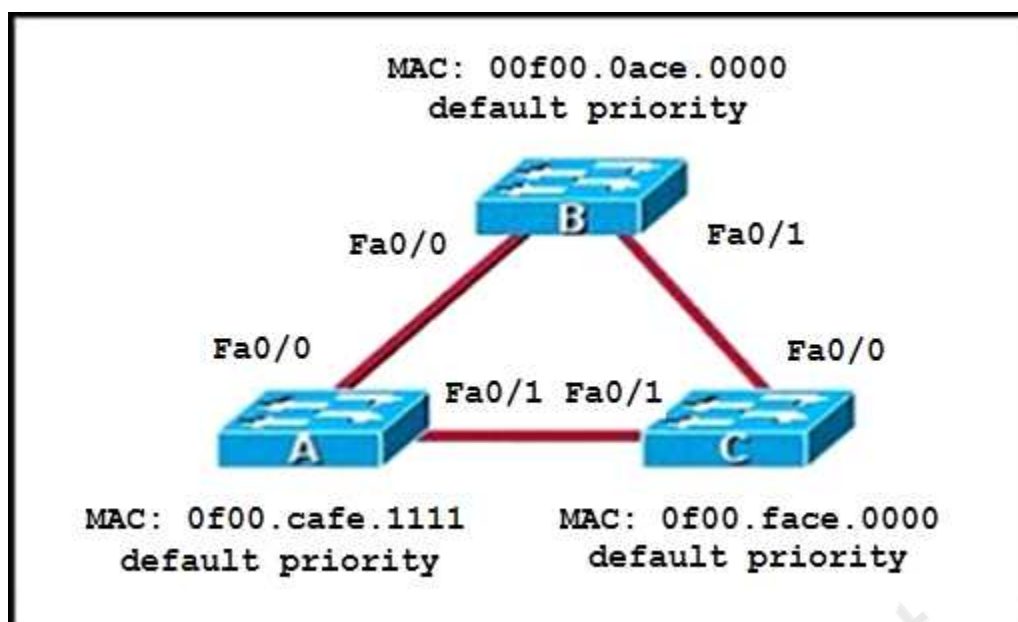 MAC: 00f00.0ace.0000
default priority
B
Fa0/0
Fa0/1
Fa0/0
Fa0/0
Fa0/1 Fa0/1
A
C
MAC: 0f00.cafe.1111
default priority
MAC: 0f00.face.0000
default priority